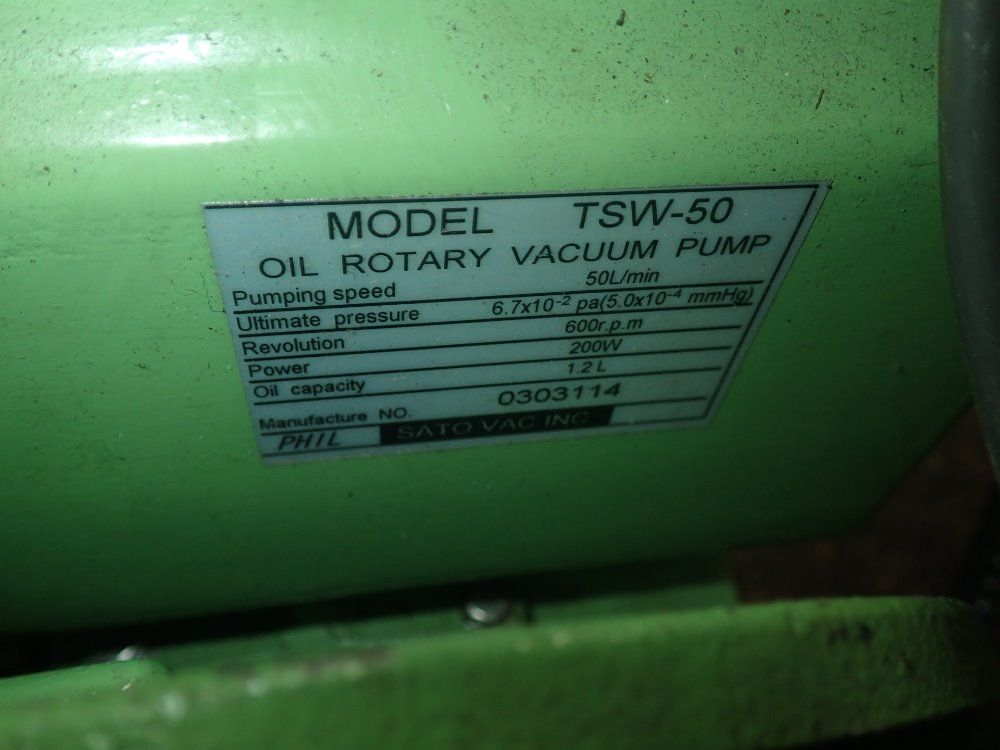 MODEL TSW-50
OIL ROTARY VACUUM PUMP
Pumping speed 50L/min
Ultimate pressure 6.7x10-2 pa(5.0x10-4 mmHg)
Revolution 600r.p.m
Power 200W
Oil capacity 1.2 L
Manufacture NO. 0303114
PHIL SATO VAC INC